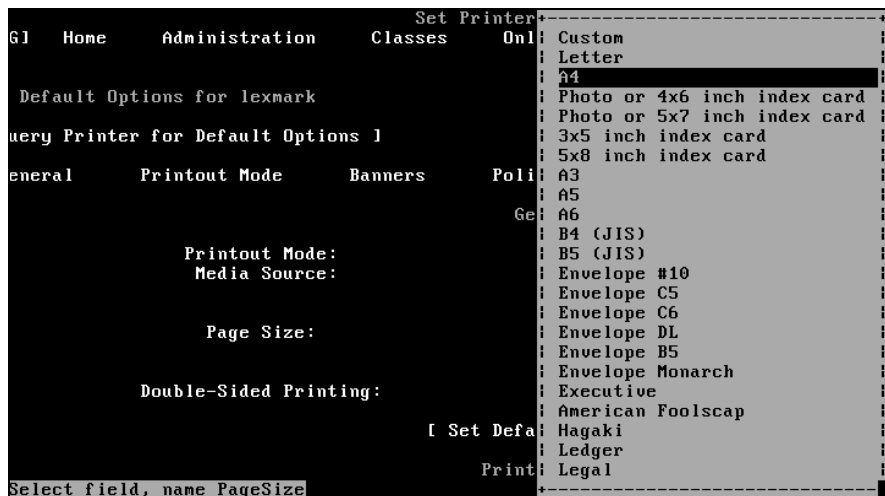 Set Printer
G] Home Administration Classes Onl
Default Options for lexmark
uery Printer for Default Options ]
eneral Printout Mode Banners Poli
Ge
Printout Mode:
Media Source:
Page Size:
Double-Sided Printing:
[ Set Defa
Print
Select field, name PageSize
Custom
Letter
A4
Photo or 4x6 inch index card
Photo or 5x7 inch index card
3x5 inch index card
5x8 inch index card
A3
A5
A6
B4 (JIS)
B5 (JIS)
Envelope #10
Envelope C5
Envelope C6
Envelope DL
Envelope B5
Envelope Monarch
Executive
American Foolscap
Hagaki
Ledger
Legal